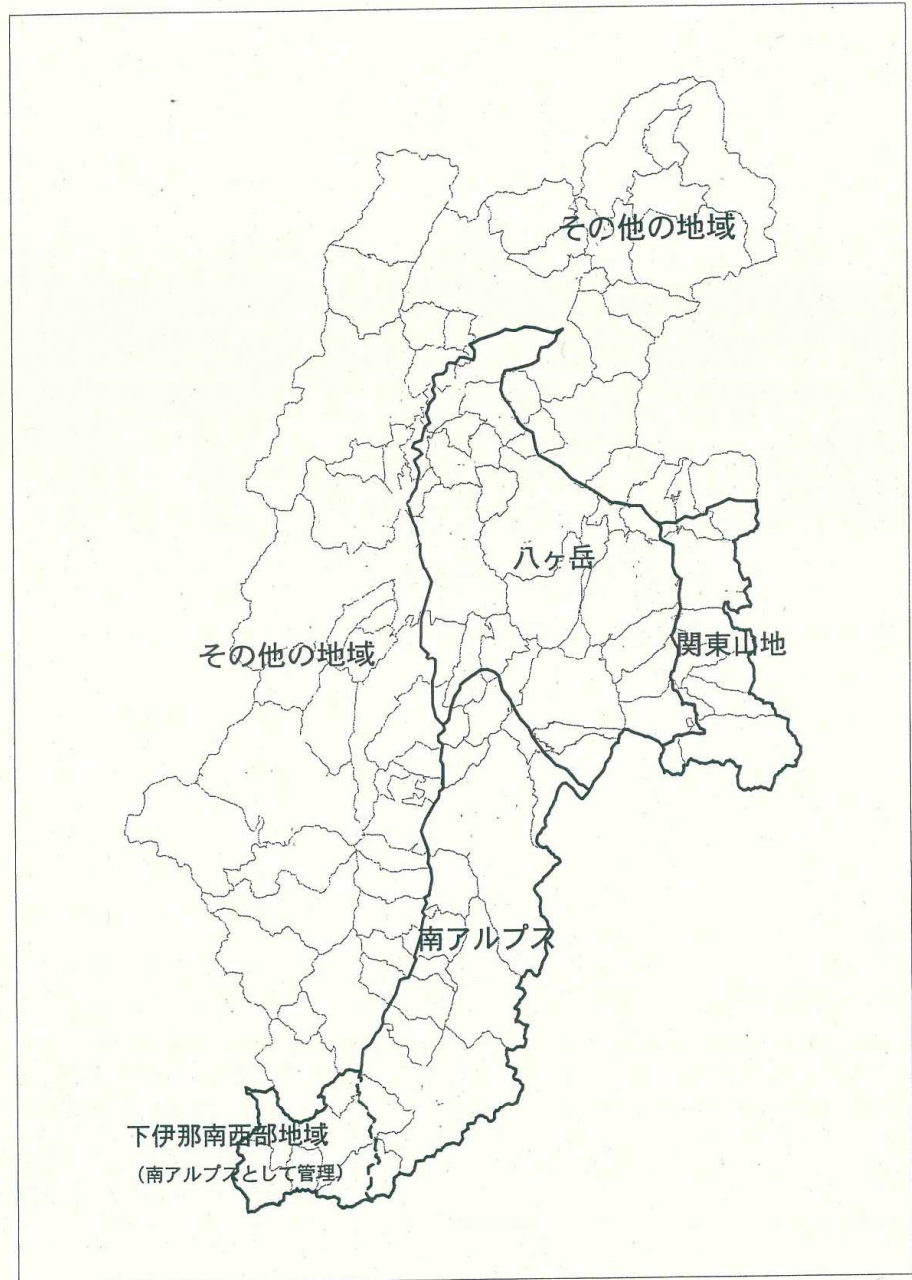 その他の地域
八ヶ岳
関東山地
その他の地域
南アルプス
下伊那南西部地域
（南アルプスとして管理）